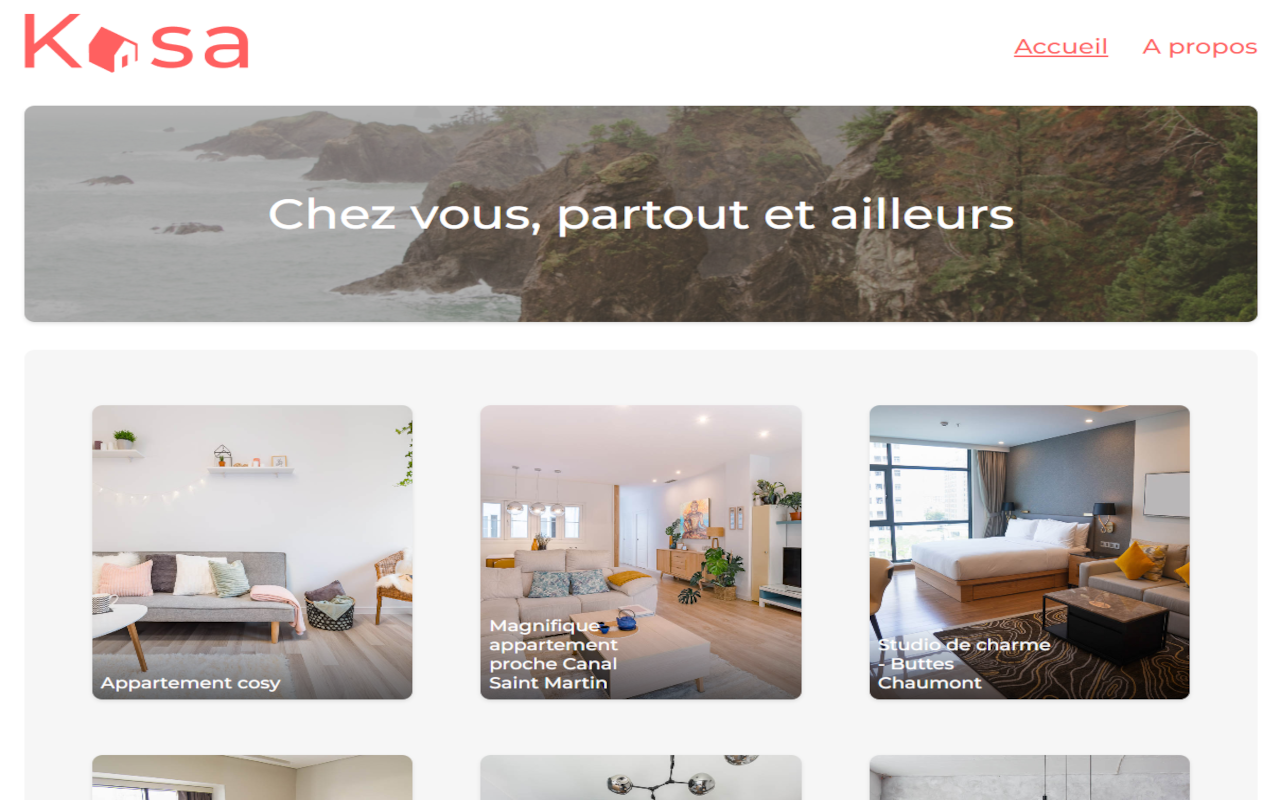 Kasa
Accueil
A propos
Chez vous, partout et ailleurs
Appartement cosy
Magnifique
appartement
proche Canal
Saint Martin
Studio de charme
- Buttes
Chaumont